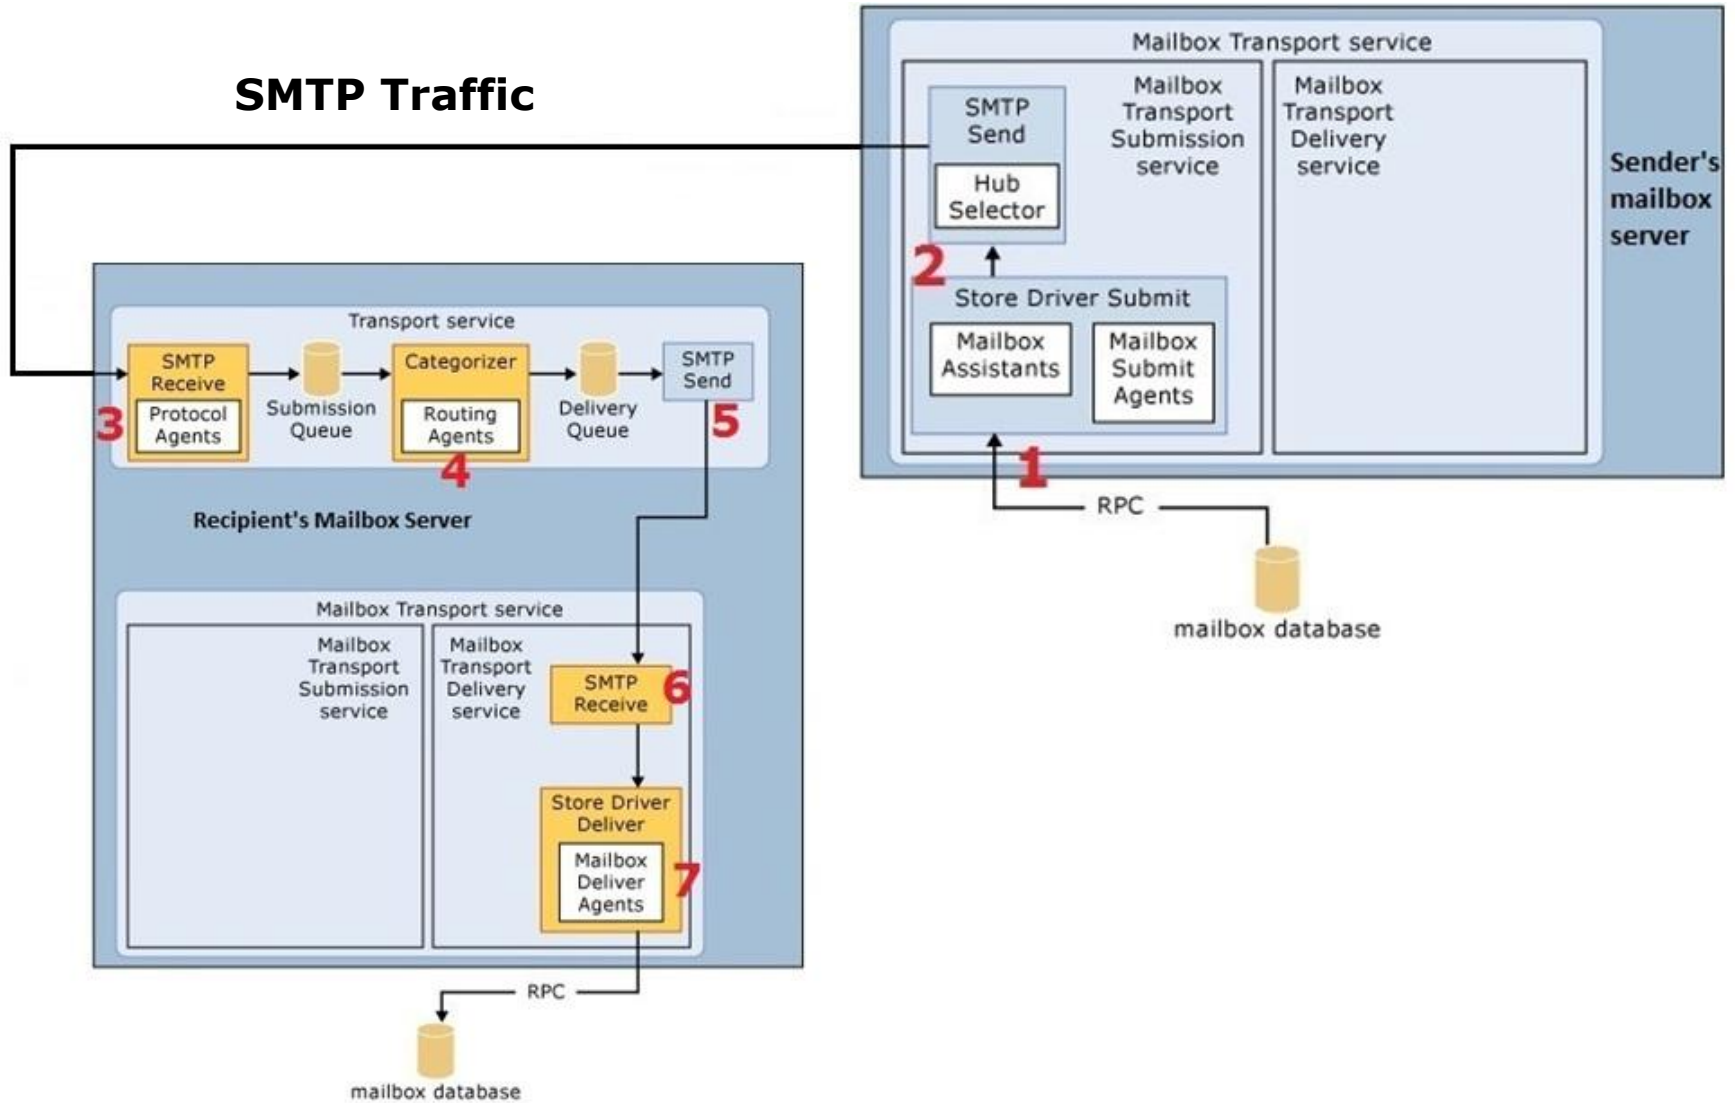 SMTP Traffic
Mailbox Transport service
SMTP
Send
Hub
Selector
Mailbox
Transport
Submission
service
Mailbox
Transport
Delivery
service
Sender's
mailbox
server
2
Store Driver Submit
Mailbox
Assistants
Mailbox
Submit
Agents
1
RPC
mailbox database
Transport service
SMTP
Receive
Protocol
Agents
3
Submission
Queue
Categorizer
Routing
Agents
4
Delivery
Queue
SMTP
Send
5
Recipient's Mailbox Server
Mailbox Transport service
Mailbox
Transport
Submission
service
Mailbox
Transport
Delivery
service
SMTP
Receive
6
Store Driver
Deliver
Mailbox
Deliver
Agents
7
RPC
mailbox database